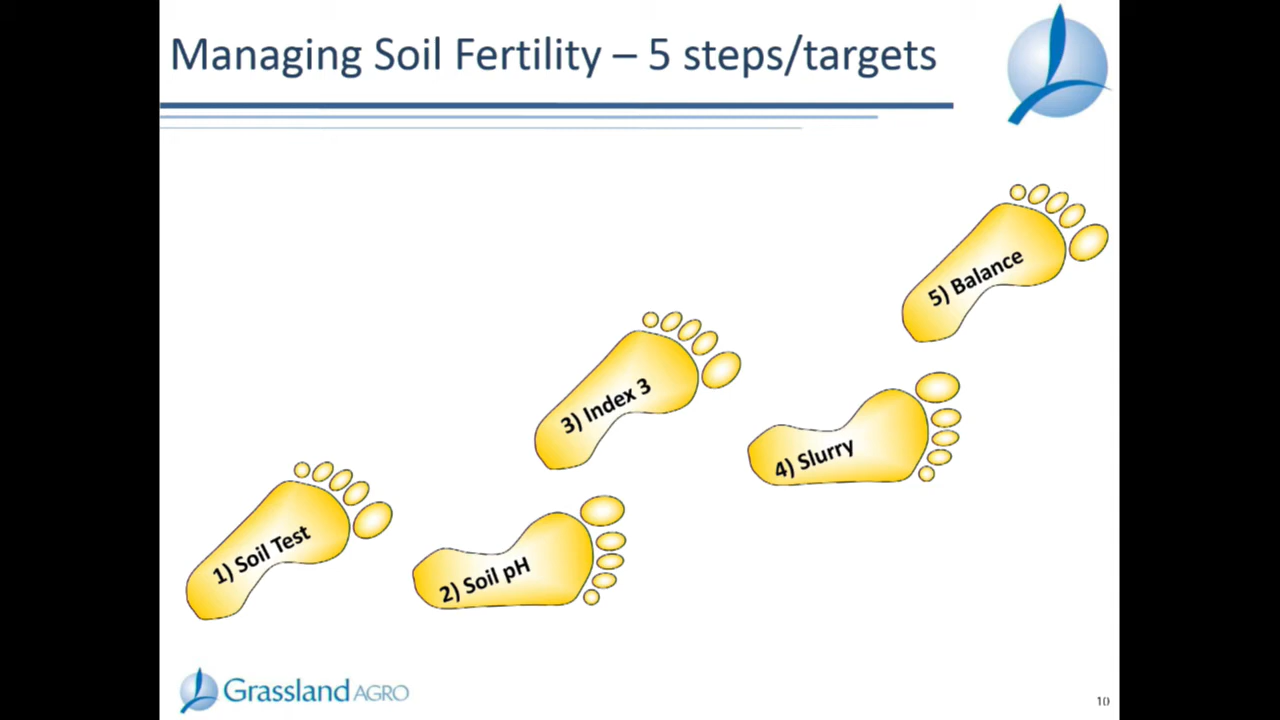 Managing Soil Fertility – 5 steps/targets
5) Balance
3) Index 3
4) Slurry
1) Soil Test
2) Soil pH
Grassland AGRO
10